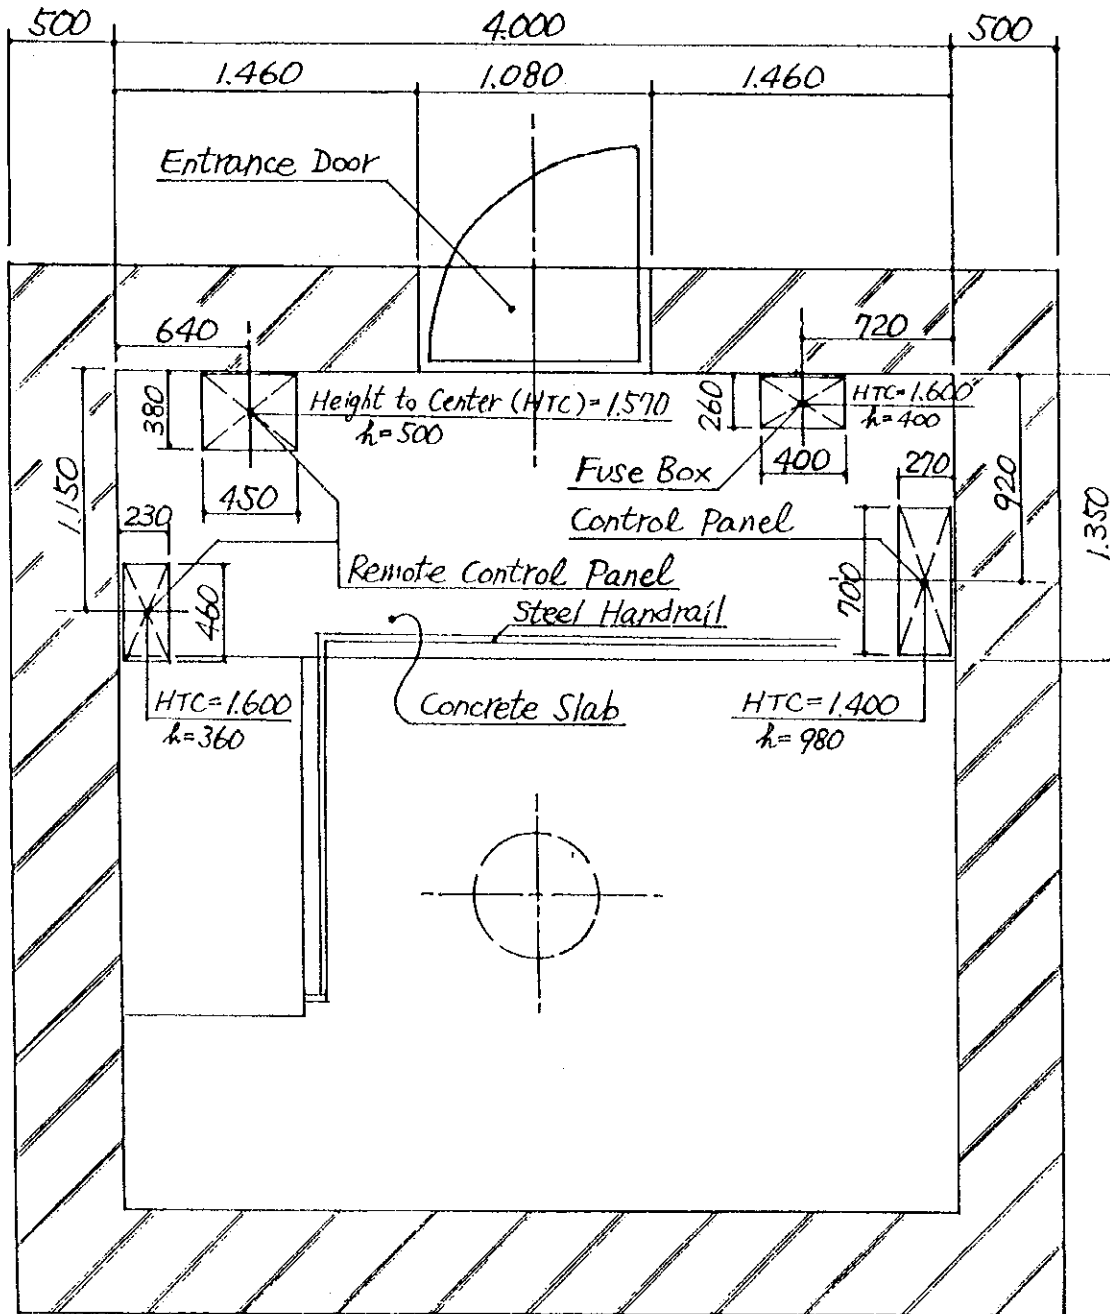 500
4.000
500
1.460
1.080
1.460
Entrance Door
640
720
380
Height to Center (HTC)=1.570
h=500
260
HTC=1.600
h=400
450
400
270
Fuse Box
920
1.150
230
Control Panel
1.350
Remote Control Panel
460
700
Steel Handrail
HTC=1.600
h=360
Concrete Slab
HTC=1.400
h=980